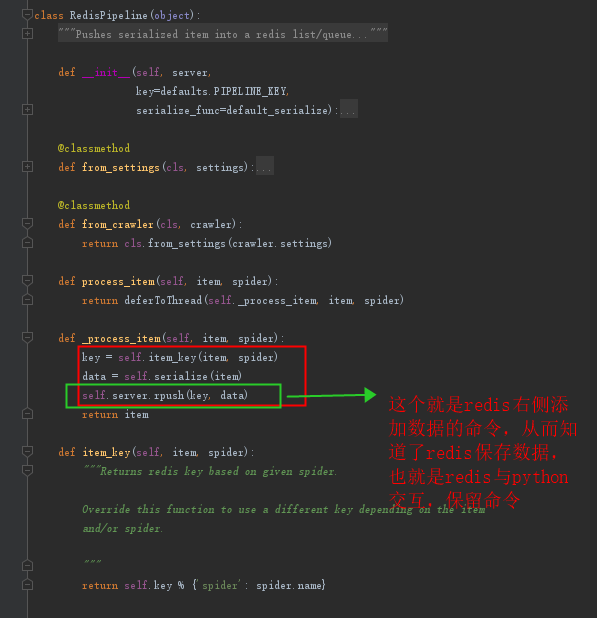 class RedisPipeline(object):
"""Pushes serialized item into a redis list/queue..."""
def __init__(self, server,
key=defaults.PIPELINE_KEY,
serialize_func=default_serialize):...
@classmethod
def from_settings(cls, settings):...
@classmethod
def from_crawler(cls, crawler):
return cls.from_settings(crawler.settings)
def process_item(self, item, spider):
return deferToThread(self._process_item, item, spider)
def _process_item(self, item, spider):
key = self.item_key(item, spider)
data = self.serialize(item)
self.server.rpush(key, data)
return item
这个就是redis右侧添
加数据的命令，从而知
道了redis保存数据，
也就是redis与python
交互，保留命令
def item_key(self, item, spider):
"""Returns redis key based on given spider.
Override this function to use a different key depending on the item
and/or spider.
"""
return self.key % {'spider': spider.name}